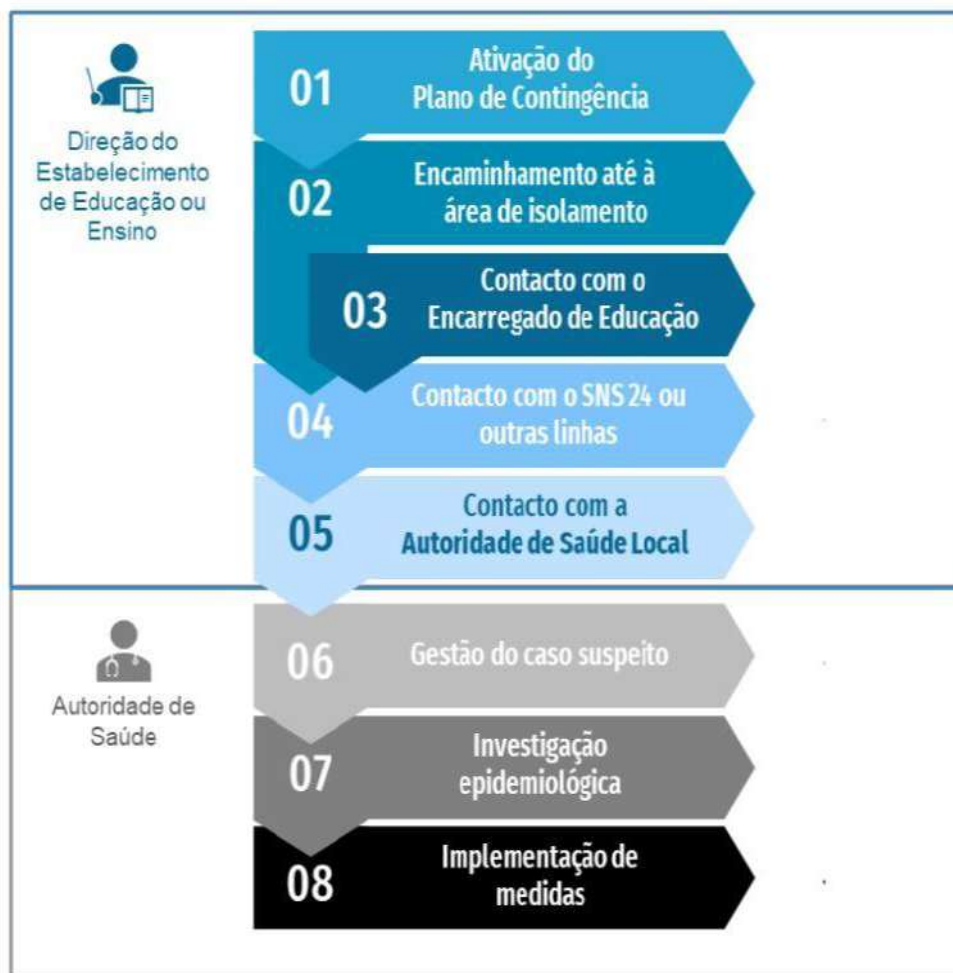 Direção do
Estabelecimento
de Educação ou
Ensino
01
Ativação do
Plano de Contingência
02
Encaminhamento até à
área de isolamento
03
Contacto com o
Encarregado de Educação
04
Contacto com o SNS 24 ou
outras linhas
05
Contacto com a
Autoridade de Saúde Local
Autoridade de
Saúde
06
Gestão do caso suspeito
07
Investigação
epidemiológica
08
Implementação de
medidas